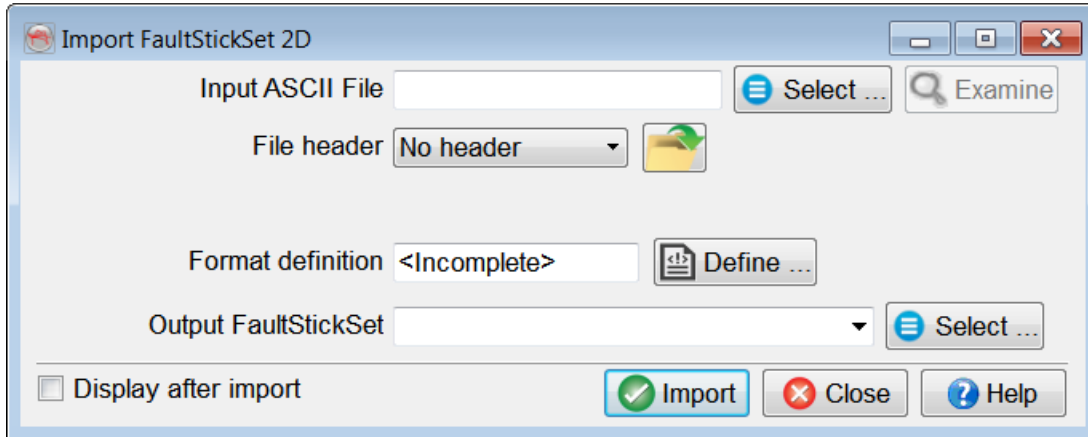 Import FaultStickSet 2D
Input ASCII File Select ... Examine
File header No header
Format definition <Incomplete> Define ...
Output FaultStickSet Select ...
Display after import Import Close Help